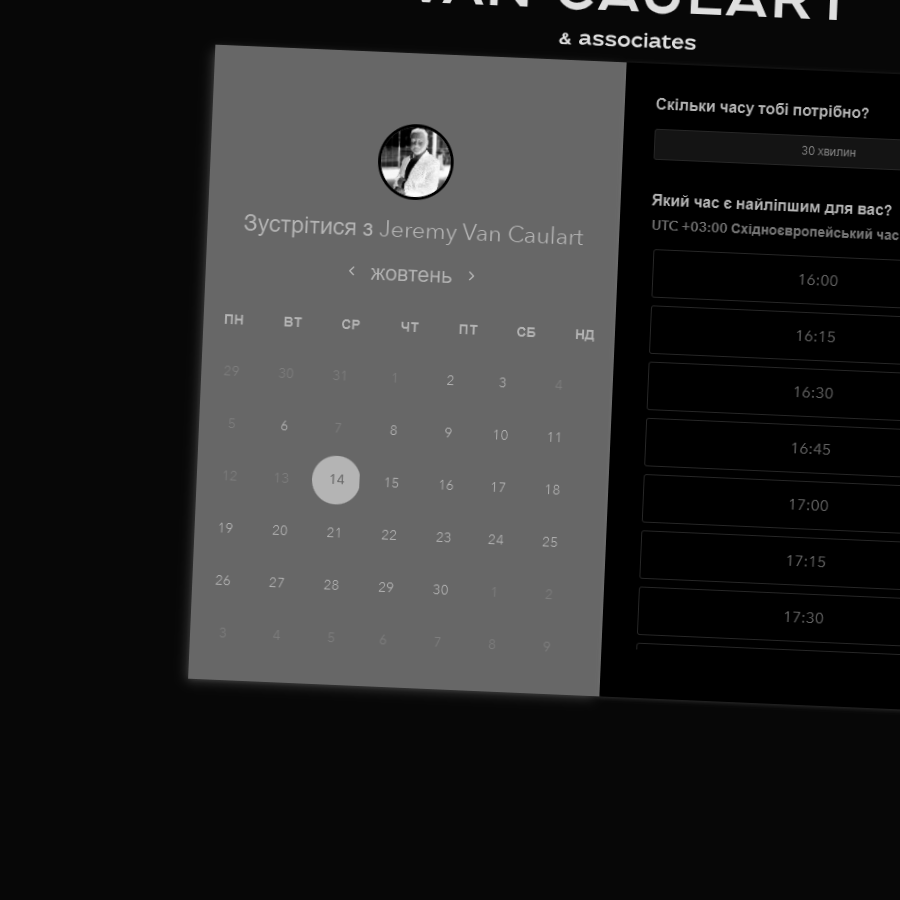 VAN CAULART
& associates
Зустрітися з Jeremy Van Caulart
жовтень
ПН ВТ СР ЧТ ПТ СБ НД
29 30 31 1 2 3 4
5 6 7 8 9 10 11
12 13 14 15 16 17 18
19 20 21 22 23 24 25
26 27 28 29 30 1 2
3 4 5 6 7 8 9
Скільки часу тобі потрібно?
30 хвилин
Який час є найліпшим для вас?
UTC +03:00 Східноєвропейський час
16:00
16:15
16:30
16:45
17:00
17:15
17:30